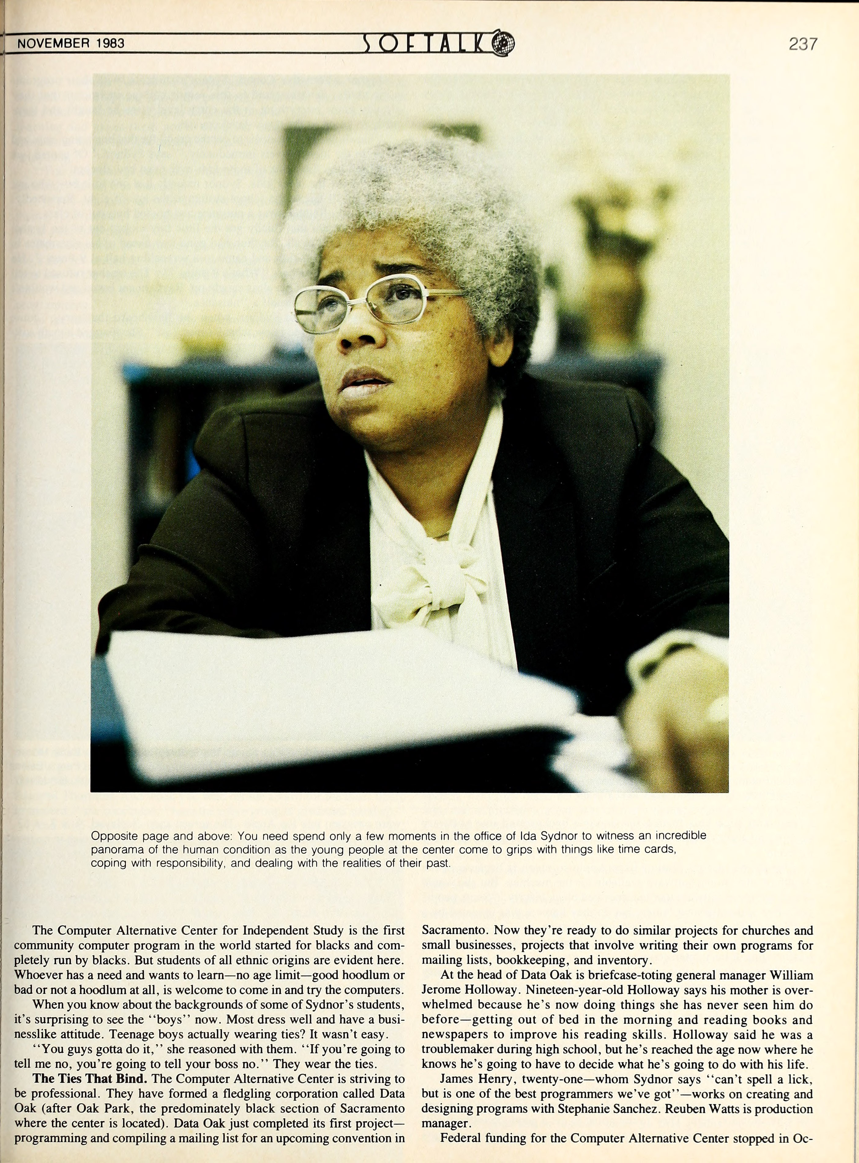 NOVEMBER 1983
SOFTALK
237
Opposite page and above: You need spend only a few moments in the office of Ida Sydnor to witness an incredible
panorama of the human condition as the young people at the center come to grips with things like time cards,
coping with responsibility, and dealing with the realities of their past.
The Computer Alternative Center for Independent Study is the first
community computer program in the world started for blacks and com-
pletely run by blacks. But students of all ethnic origins are evident here.
Whoever has a need and wants to learn—no age limit—good hoodlum or
bad or not a hoodlum at all, is welcome to come in and try the computers.
When you know about the backgrounds of some of Sydnor's students,
it's surprising to see the "boys" now. Most dress well and have a busi-
nesslike attitude. Teenage boys actually wearing ties? It wasn't easy.
"You guys gotta do it," she reasoned with them. "If you're going to
tell me no, you're going to tell your boss no." They wear the ties.
The Ties That Bind. The Computer Alternative Center is striving to
be professional. They have formed a fledgling corporation called Data
Oak (after Oak Park, the predominately black section of Sacramento
where the center is located). Data Oak just completed its first project—
programming and compiling a mailing list for an upcoming convention in
Sacramento. Now they're ready to do similar projects for churches and
small businesses, projects that involve writing their own programs for
mailing lists, bookkeeping, and inventory.
At the head of Data Oak is briefcase-toting general manager William
Jerome Holloway. Nineteen-year-old Holloway says his mother is over-
whelmed because he's now doing things she has never seen him do
before—getting out of bed in the morning and reading books and
newspapers to improve his reading skills. Holloway said he was a
troublemaker during high school, but he's reached the age now where he
knows he's going to have to decide what he's going to do with his life.
James Henry, twenty-one—whom Sydnor says "can't spell a lick,
but is one of the best programmers we've got"—works on creating and
designing programs with Stephanie Sanchez. Reuben Watts is production
manager.
Federal funding for the Computer Alternative Center stopped in Oc-